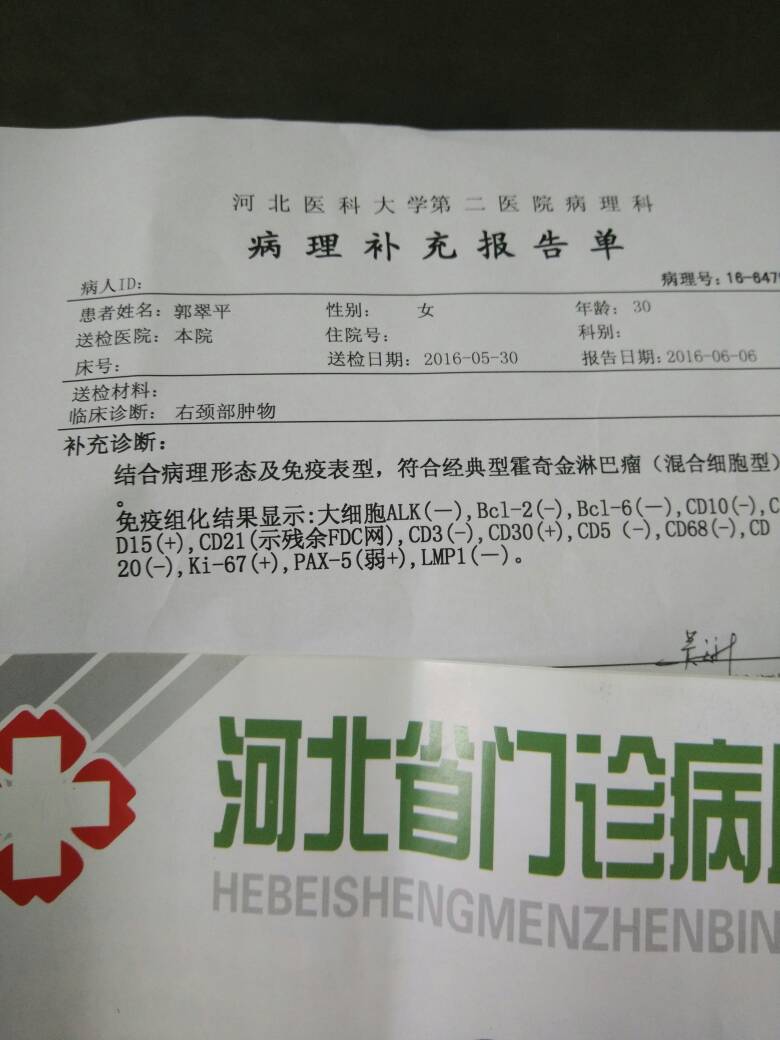 河北医科大学第二医院病理科
病理补充报告单
病人ID: 病理号: 16-647
患者姓名: 郭翠平 性别: 女 年龄: 30
送检医院: 本院 住院号: 科别:
床号: 送检日期: 2016-05-30 报告日期: 2016-06-06
送检材料:
临床诊断: 右颈部肿物
补充诊断:
结合病理形态及免疫表型，符合经典型霍奇金淋巴瘤（混合细胞型）
。
免疫组化结果显示:大细胞ALK(一),Bcl-2(-),Bcl-6(一),CD10(-),C
D15(+),CD21(示残余FDC网),CD3(-),CD30(+),CD5 (-),CD68(-),CD
20(-),Ki-67(+),PAX-5(弱+),LMP1(一)。
河北省门诊病
HEBEISHENGMENZHENBIN